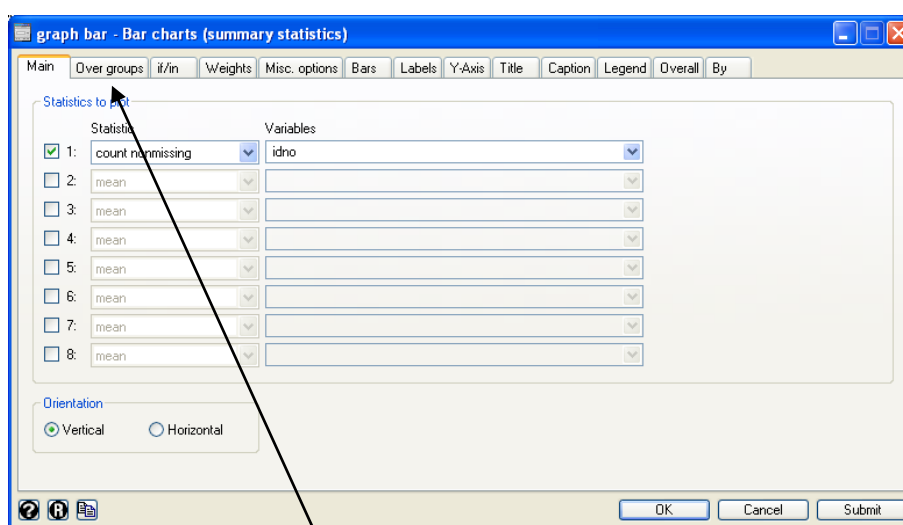 graph bar - Bar charts (summary statistics)
Main Over groups if/in Weights Misc. options Bars Labels Y-Axis Title Caption Legend Overall By
Statistics to plot
Statistic Variables
1: count nonmissing idno
2: mean
3: mean
4: mean
5: mean
6: mean
7: mean
8: mean
Orientation
Vertical Horizontal
? R OK Cancel Submit